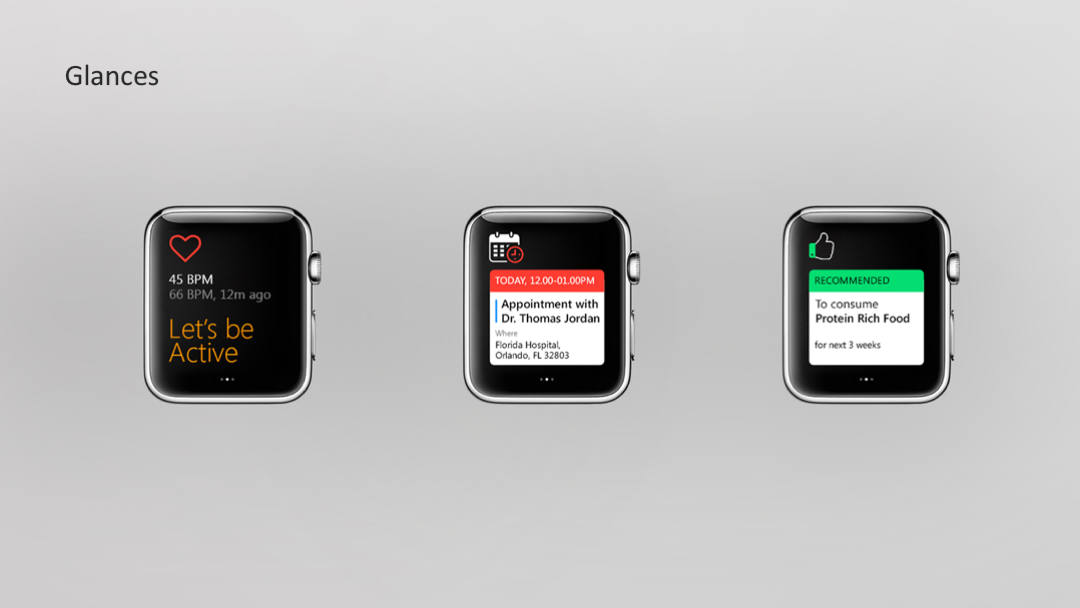 Glances
45 BPM
66 BPM, 12m ago
Let's be
Active
TODAY, 12.00-01.00PM
Appointment with
Dr. Thomas Jordan
Where
Florida Hospital,
Orlando, FL 32803
RECOMMENDED
To consume
Protein Rich Food
for next 3 weeks